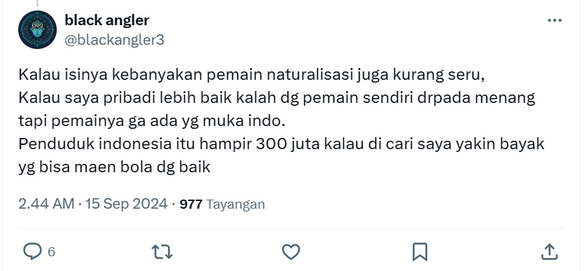 black angler
@blackangler3
Kalau isinya kebanyakan pemain naturalisasi juga kurang seru,
Kalau saya pribadi lebih baik kalah dg pemain sendiri drpada menang
tapi pemainya ga ada yg muka indo.
Penduduk indonesia itu hampir 300 juta kalau di cari saya yakin bayak
yg bisa maen bola dg baik
2.44 AM · 15 Sep 2024 · 977 Tayangan
6